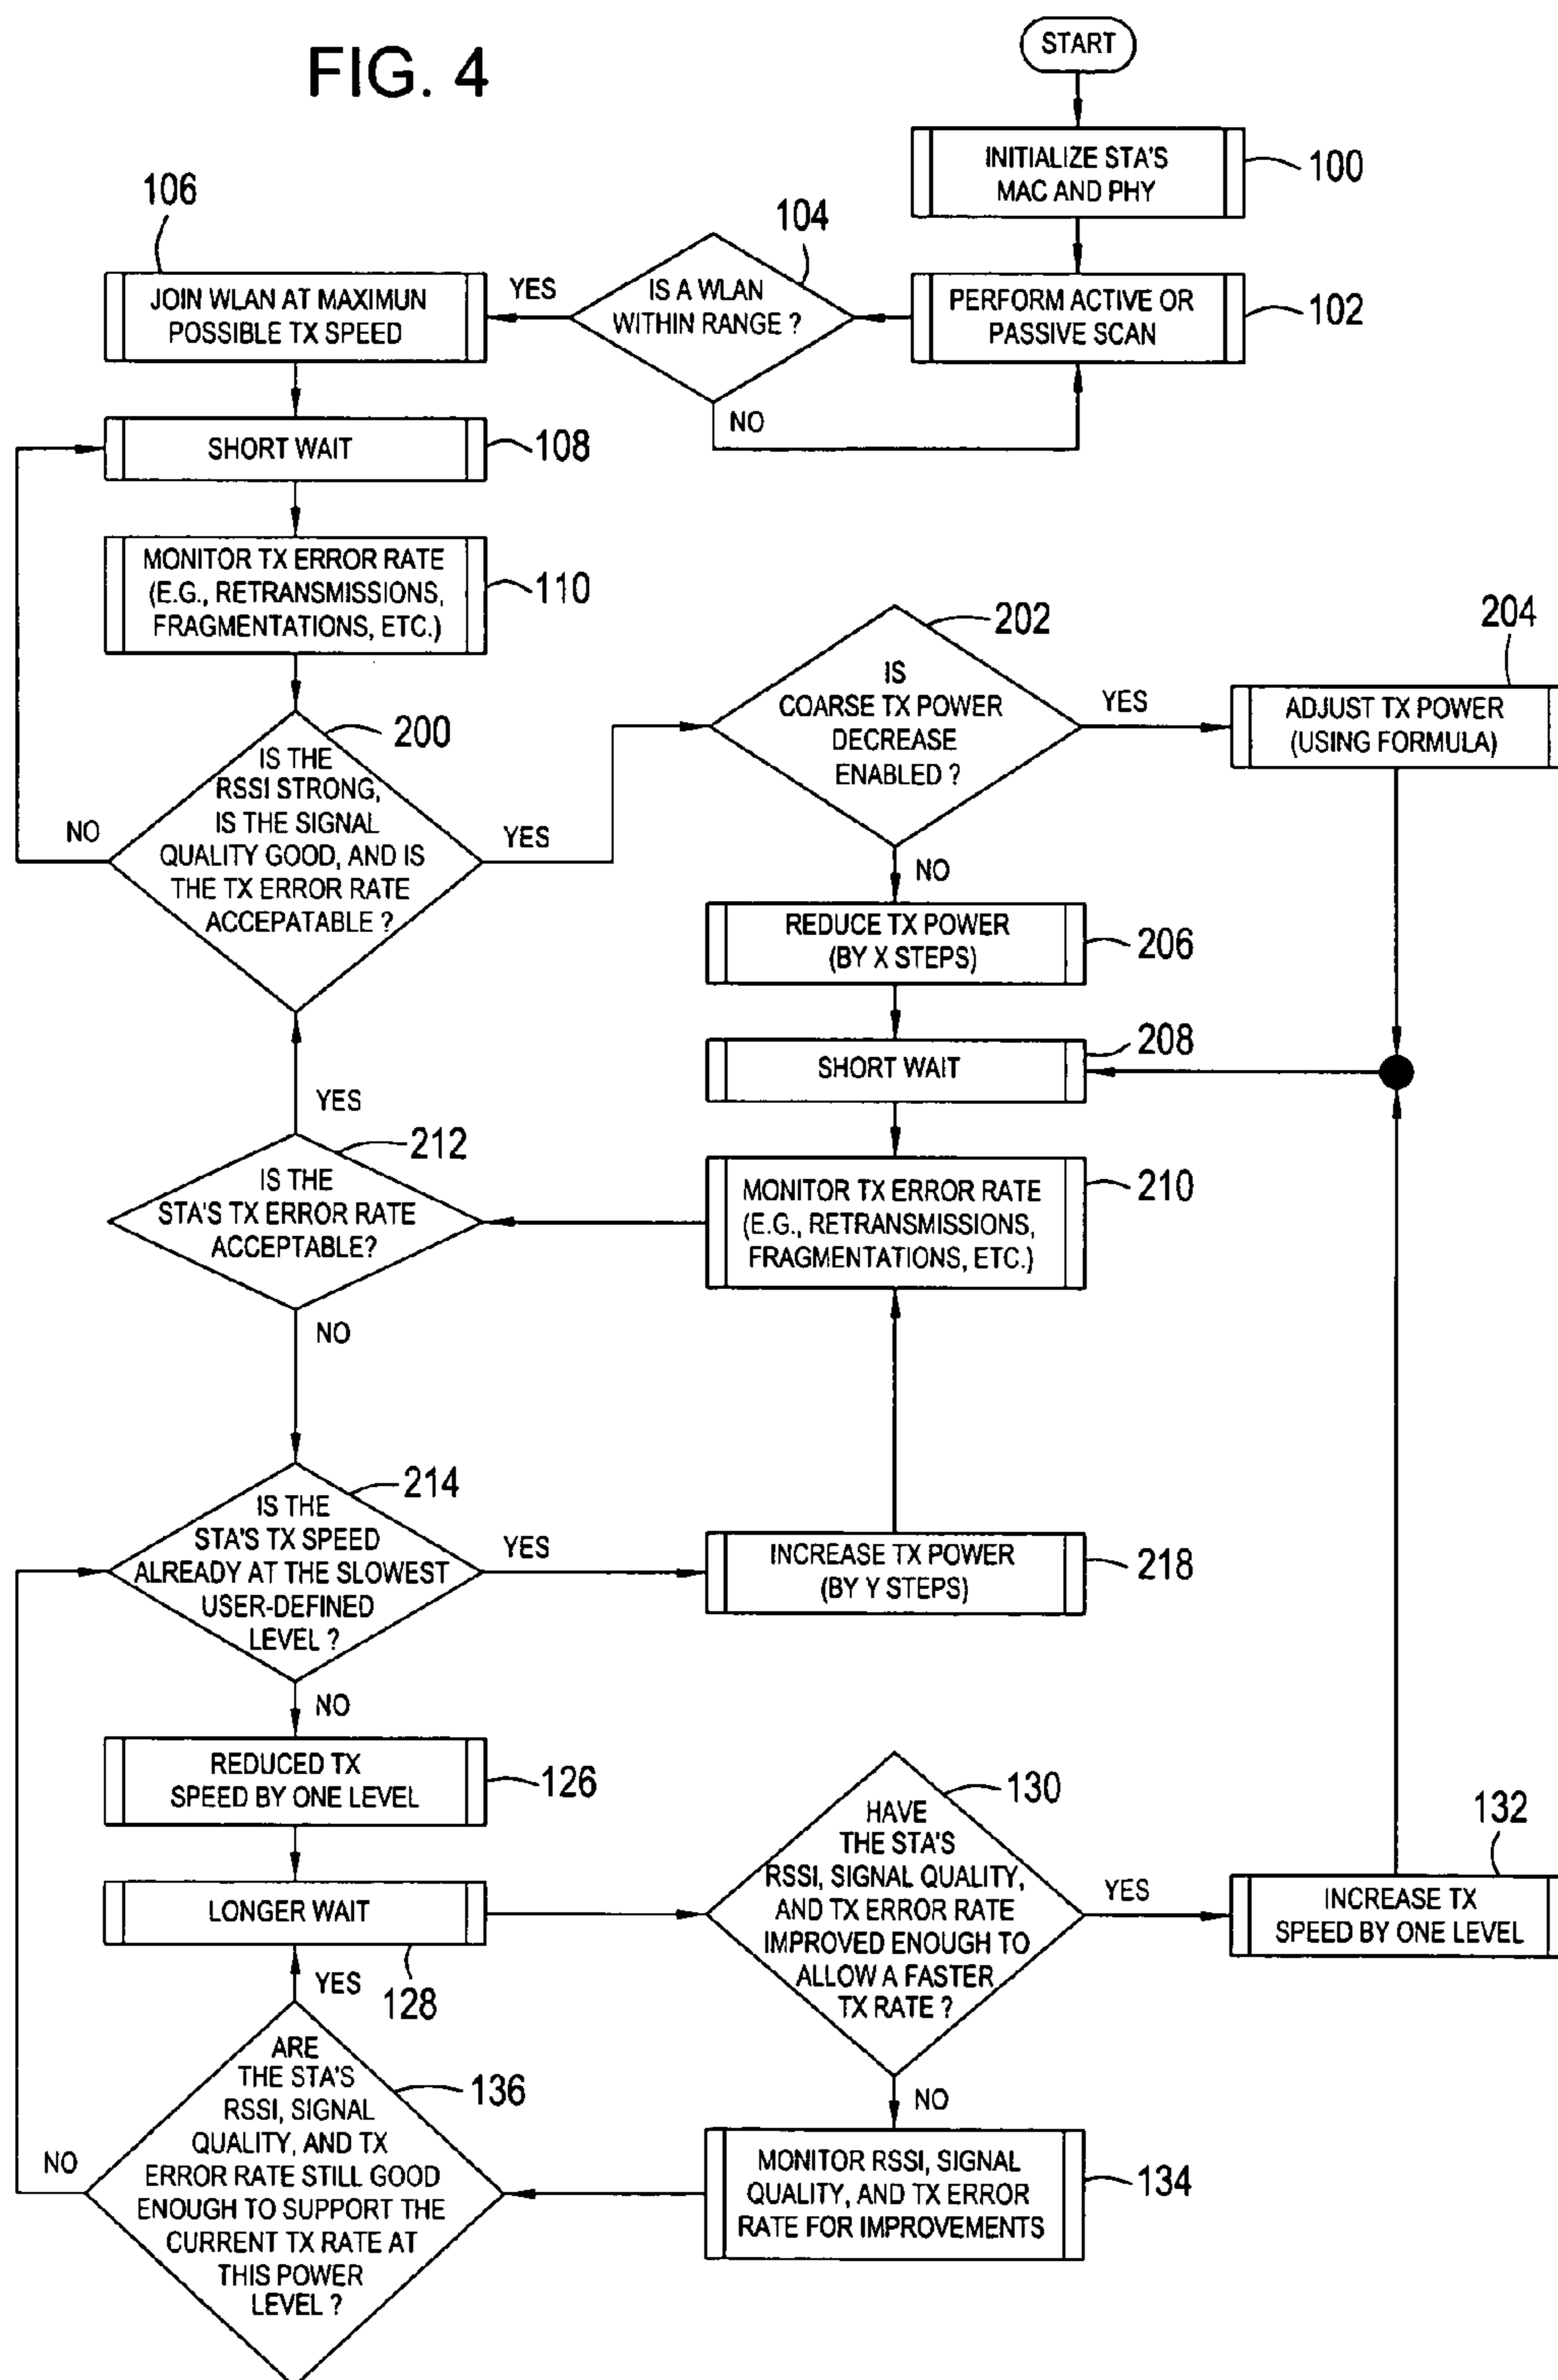 FIG. 4
START
INITIALIZE STA'S
MAC AND PHY
100
106
104
JOIN WLAN AT MAXIMUN
POSSIBLE TX SPEED
YES
IS A WLAN
WITHIN RANGE ?
PERFORM ACTIVE OR
PASSIVE SCAN
102
NO
SHORT WAIT
108
MONITOR TX ERROR RATE
(E.G., RETRANSMISSIONS,
FRAGMENTATIONS, ETC.)
110
200
IS THE
RSSI STRONG,
IS THE SIGNAL
QUALITY GOOD, AND IS
THE TX ERROR RATE
ACCEPATABLE ?
NO
YES
202
IS
COARSE TX POWER
DECREASE
ENABLED ?
YES
204
ADJUST TX POWER
(USING FORMULA)
NO
REDUCE TX POWER
(BY X STEPS)
206
SHORT WAIT
208
YES
212
IS THE
STA'S TX ERROR RATE
ACCEPTABLE?
MONITOR TX ERROR RATE
(E.G., RETRANSMISSIONS,
FRAGMENTATIONS, ETC.)
210
NO
214
IS THE
STA'S TX SPEED
ALREADY AT THE SLOWEST
USER-DEFINED
LEVEL ?
YES
INCREASE TX POWER
(BY Y STEPS)
218
NO
REDUCED TX
SPEED BY ONE LEVEL
126
LONGER WAIT
128
130
HAVE
THE STA'S
RSSI, SIGNAL QUALITY,
AND TX ERROR RATE
IMPROVED ENOUGH TO
ALLOW A FASTER
TX RATE ?
YES
132
INCREASE TX
SPEED BY ONE LEVEL
NO
MONITOR RSSI, SIGNAL
QUALITY, AND TX ERROR
RATE FOR IMPROVEMENTS
134
YES
136
ARE
THE STA'S
RSSI, SIGNAL
QUALITY, AND TX
ERROR RATE STILL GOOD
ENOUGH TO SUPPORT THE
CURRENT TX RATE AT
THIS POWER
LEVEL ?
NO